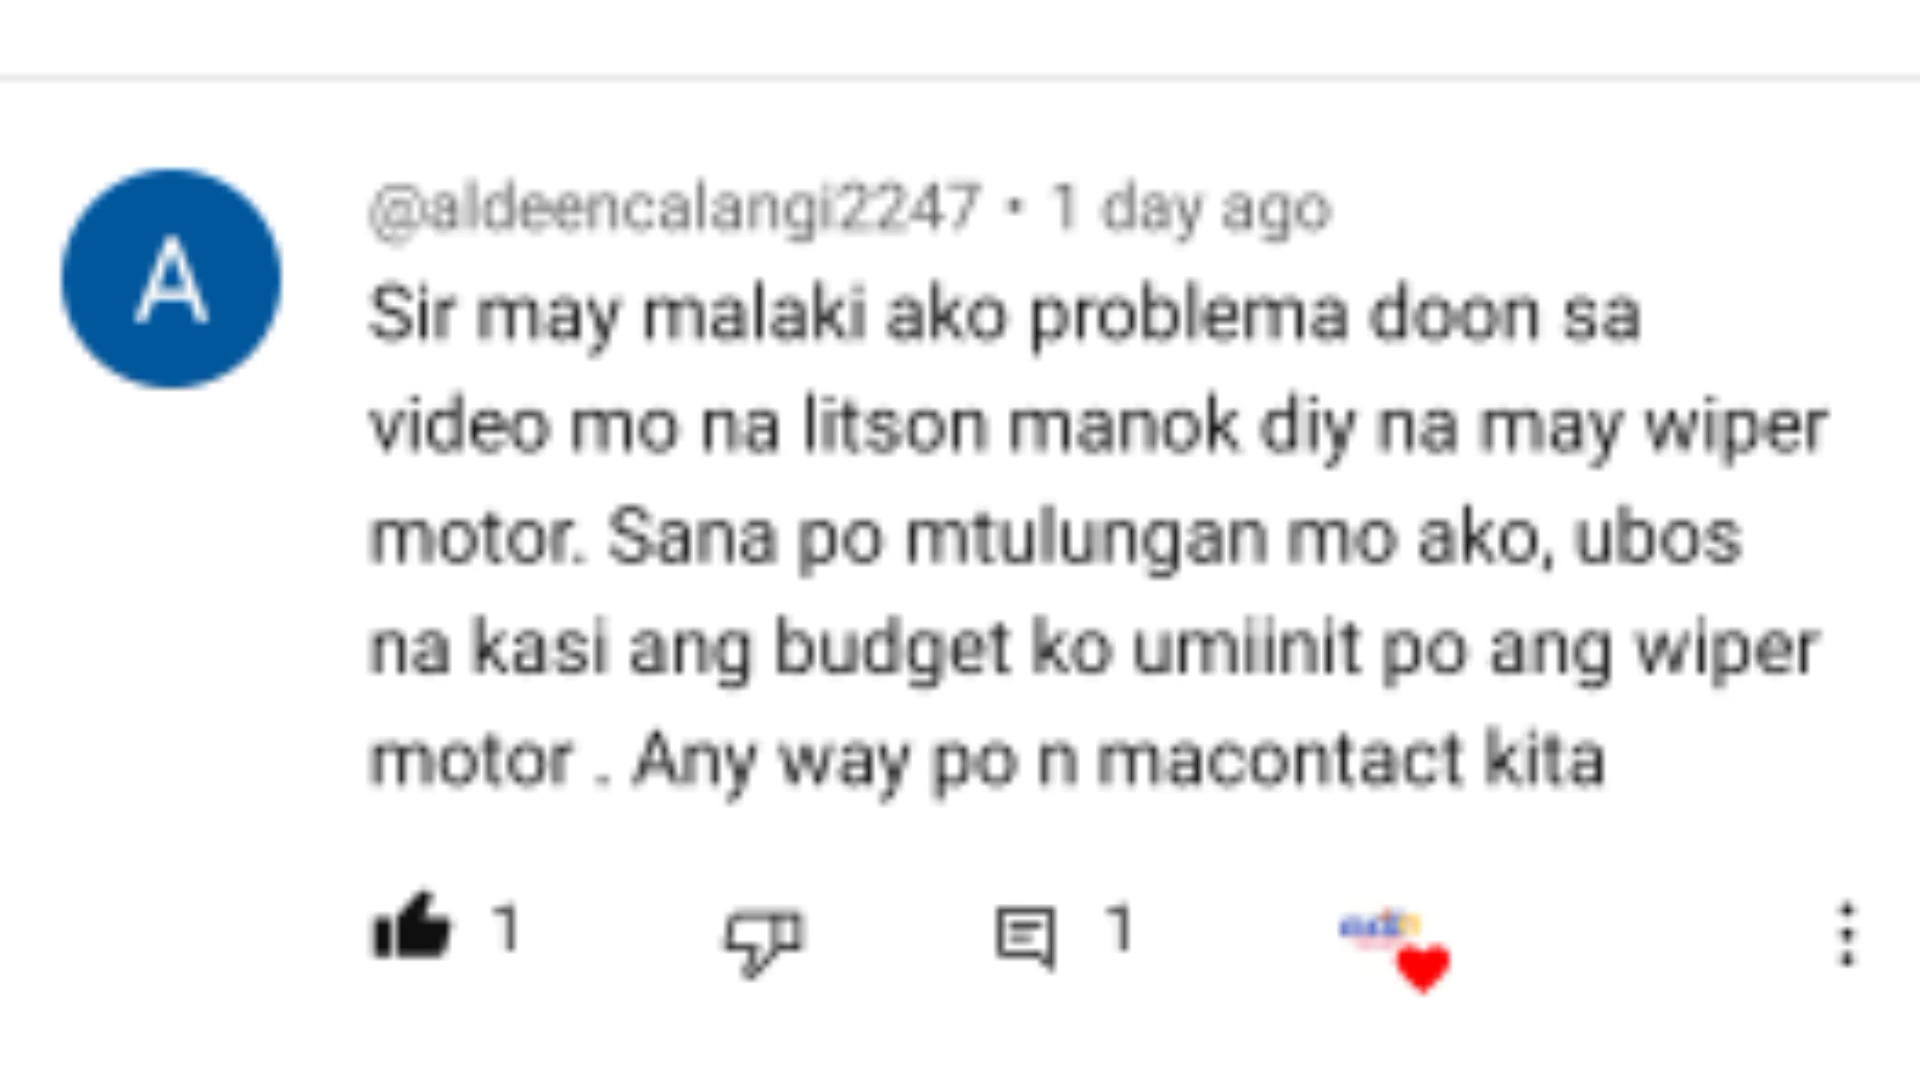 A
@aldeencalangi2247 • 1 day ago
Sir may malaki ako problema doon sa
video mo na litson manok diy na may wiper
motor. Sana po mtulungan mo ako, ubos
na kasi ang budget ko umiinit po ang wiper
motor . Any way po n macontact kita
1 1